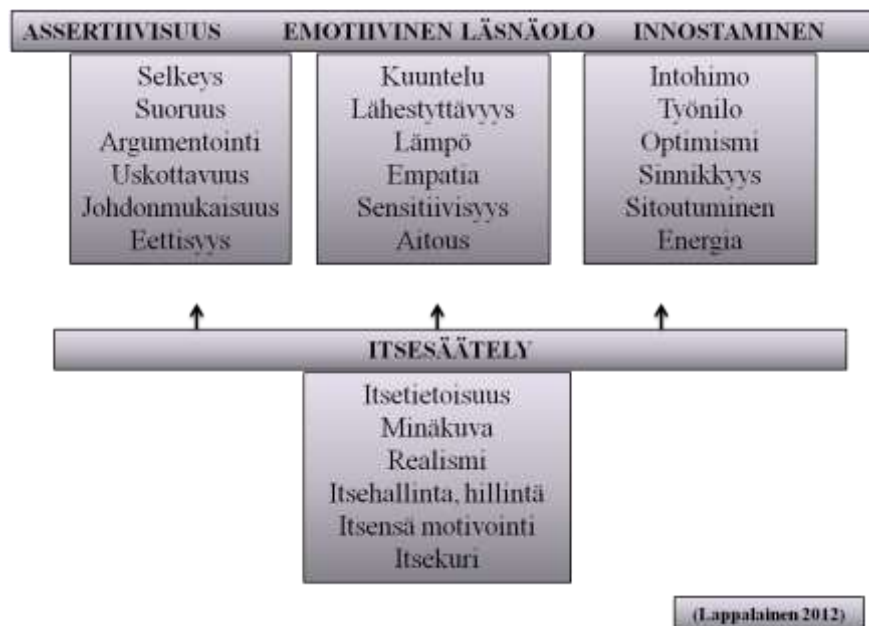 ASSERTIIVISUUS EMOTIIVINEN LÄSNÄOLO INNOSTAMINEN
Selkeys
Suoruus
Argumentointi
Uskottavuus
Johdonmukaisuus
Eettisyys
Kuuntelu
Lähestyttävyys
Lämpö
Empatia
Sensitiivisyys
Aitous
Intohimo
Työnilo
Optimismi
Sinnikkyys
Sitoutuminen
Energia
ITSESÄÄTELY
Itsetietoisuus
Minäkuva
Realismi
Itsehallinta, hillintä
Itsensä motivointi
Itsekuri
(Lappalainen 2012)